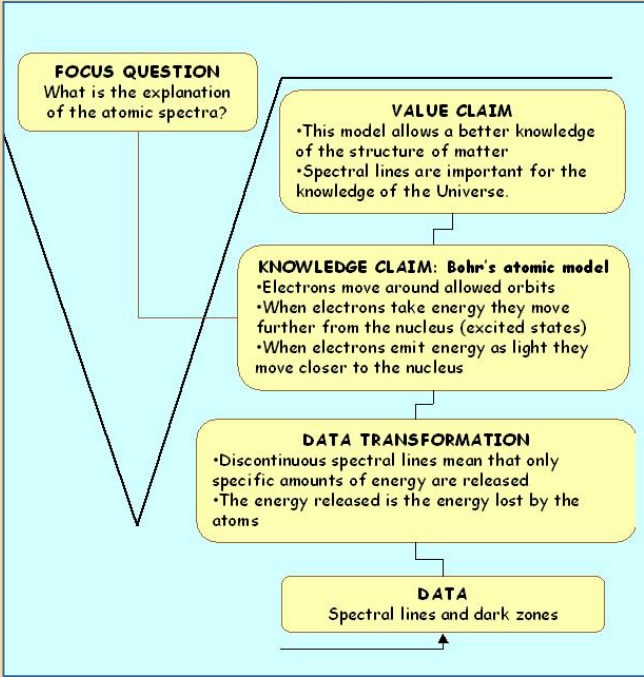 FOCUS QUESTION
What is the explanation
of the atomic spectra?
VALUE CLAIM
•This model allows a better knowledge
of the structure of matter
•Spectral lines are important for the
knowledge of the Universe.
KNOWLEDGE CLAIM: Bohr's atomic model
•Electrons move around allowed orbits
•When electrons take energy they move
further from the nucleus (excited states)
•When electrons emit energy as light they
move closer to the nucleus
DATA TRANSFORMATION
•Discontinuous spectral lines mean that only
specific amounts of energy are released
•The energy released is the energy lost by the
atoms
DATA
Spectral lines and dark zones